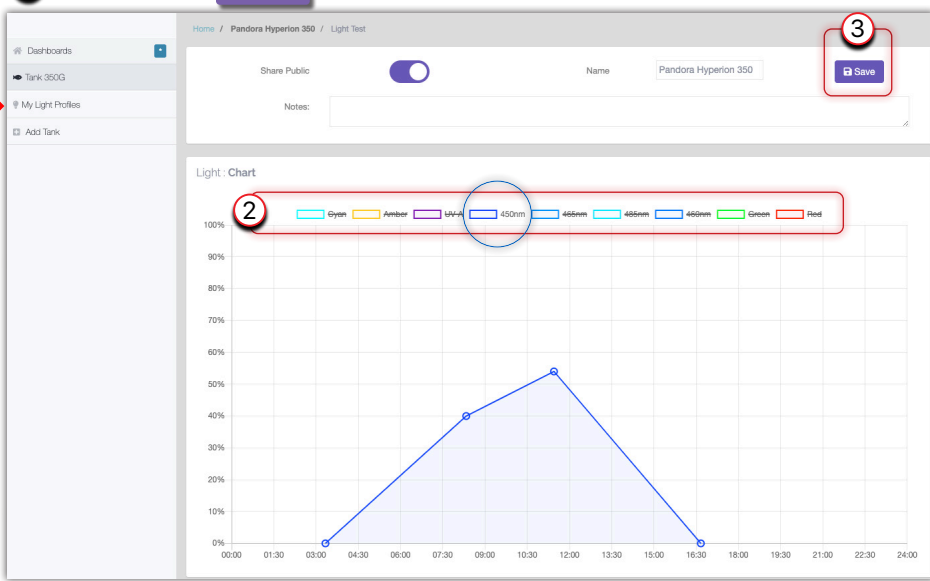 Home / Pandora Hyperion 350 / Light Test
3
Dashboards
Tank 350G
My Light Profiles
Add Tank
Share Public
Name
Pandora Hyperion 350
Save
Notes:
Light : Chart
2
Cyan Amber UV-A 450nm 465nm 485nm 460nm Green Red
100%
90%
80%
70%
60%
50%
40%
30%
20%
10%
0%
00:00 01:30 03:00 04:30 06:00 07:30 09:00 10:30 12:00 13:30 15:00 16:30 18:00 19:30 21:00 22:30 24:00